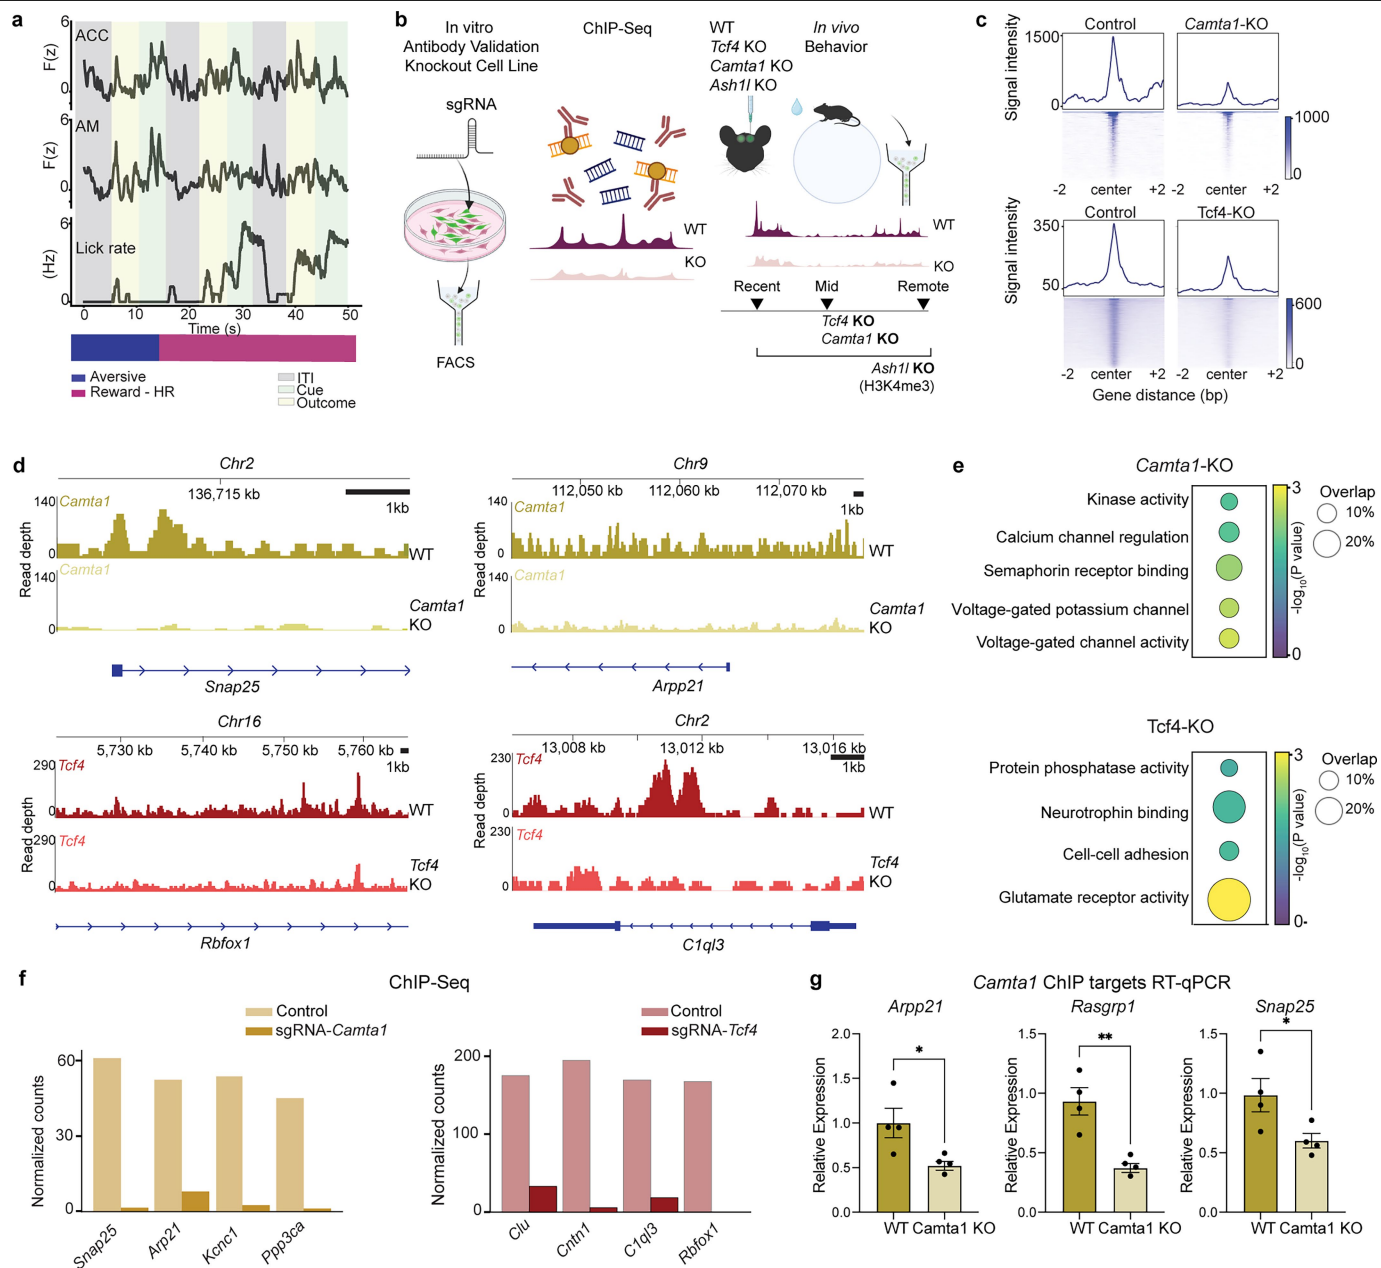 a
6
ACC
F(z)
0
6
AM
F(z)
0
6
Lick rate
(Hz)
0
0 10 20 30 40 50
Time (s)
Aversive
Reward - HR
ITI
Cue
Outcome
b
In vitro
Antibody Validation
Knockout Cell Line
sgRNA
FACS
ChIP-Seq
WT
KO
WT
Tcf4 KO
Camta1 KO
Ash1l KO
In vivo
Behavior
WT
KO
Recent Mid Remote
Tcf4 KO
Camta1 KO
Ash1l KO
(H3K4me3)
c
Control Camta1-KO
Signal intensity
1500
0
1000
0
-2 center +2 -2 center +2
Control Tcf4-KO
Signal intensity
350
50
600
0
-2 center +2 -2 center +2
Gene distance (bp)
d
Chr2
136,715 kb
1kb
Read depth
140
Camta1
0
WT
140
Camta1
0
Camta1
KO
Snap25
Chr9
112,050 kb 112,060 kb 112,070 kb
1kb
Read depth
140
Camta1
0
WT
140
Camta1
0
Camta1
KO
Arpp21
Chr16
5,730 kb 5,740 kb 5,750 kb 5,760 kb
1kb
Read depth
290
Tcf4
0
WT
290
Tcf4
0
Tcf4
KO
Rbfox1
Chr2
13,008 kb 13,012 kb 13,016 kb
1kb
Read depth
230
Tcf4
0
WT
230
Tcf4
0
Tcf4
KO
C1ql3
e
Camta1-KO
Kinase activity
Calcium channel regulation
Semaphorin receptor binding
Voltage-gated potassium channel
Voltage-gated channel activity
3
-log10(P value)
0
Overlap
10%
20%
Tcf4-KO
Protein phosphatase activity
Neurotrophin binding
Cell-cell adhesion
Glutamate receptor activity
3
-log10(P value)
0
Overlap
10%
20%
f
ChIP-Seq
Control
sgRNA-Camta1
Normalized counts
60
30
0
Snap25 Arp21 Kcnc1 Ppp3ca
Control
sgRNA-Tcf4
Normalized counts
200
100
0
Clu Cntn1 C1ql3 Rbfox1
g
Camta1 ChIP targets RT-qPCR
Arpp21
Relative Expression
2.0
1.5
1.0
0.5
0.0
*
WT Camta1 KO
Rasgrp1
Relative Expression
1.5
1.0
0.5
0.0
**
WT Camta1 KO
Snap25
Relative Expression
1.5
1.0
0.5
0.0
*
WT Camta1 KO